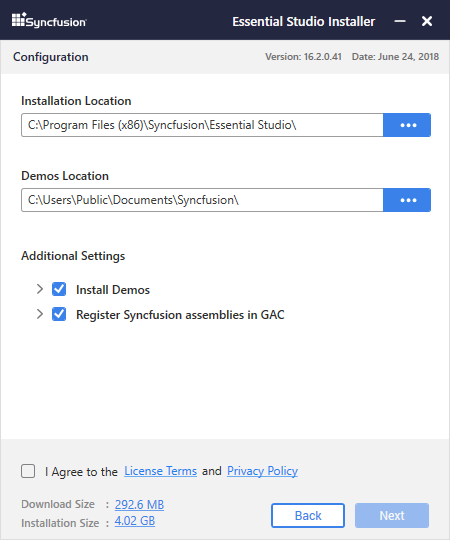 Syncfusion® Essential Studio Installer
Configuration Version: 16.2.0.41 Date: June 24, 2018
Installation Location
C:\Program Files (x86)\Syncfusion\Essential Studio\
Demos Location
C:\Users\Public\Documents\Syncfusion\
Additional Settings
Install Demos
Register Syncfusion assemblies in GAC
I Agree to the License Terms and Privacy Policy
Download Size : 292.6 MB
Installation Size : 4.02 GB
Back Next